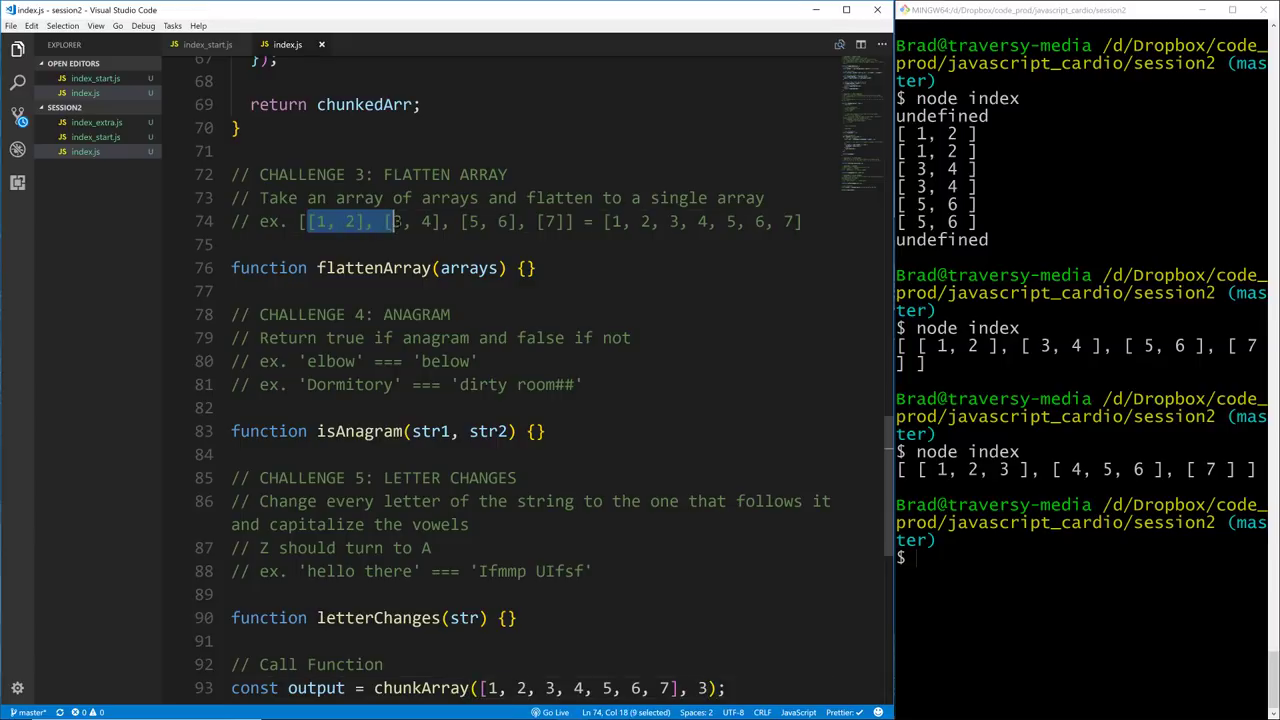 index.js - session2 - Visual Studio Code
File Edit Selection View Go Debug Tasks Help
EXPLORER
OPEN EDITORS
index_start.js U
index.js U
SESSION2
index_extra.js U
index_start.js U
index.js U
index_start.js index.js
67 });
68
69 return chunkedArr;
70 }
71
72 // CHALLENGE 3: FLATTEN ARRAY
73 // Take an array of arrays and flatten to a single array
74 // ex. [[1, 2], [3, 4], [5, 6], [7]] = [1, 2, 3, 4, 5, 6, 7]
75
76 function flattenArray(arrays) {}
77
78 // CHALLENGE 4: ANAGRAM
79 // Return true if anagram and false if not
80 // ex. 'elbow' === 'below'
81 // ex. 'Dormitory' === 'dirty room##'
82
83 function isAnagram(str1, str2) {}
84
85 // CHALLENGE 5: LETTER CHANGES
86 // Change every letter of the string to the one that follows it
and capitalize the vowels
87 // Z should turn to A
88 // ex. 'hello there' === 'Ifmmp UIfsf'
89
90 function letterChanges(str) {}
91
92 // Call Function
93 const output = chunkArray([1, 2, 3, 4, 5, 6, 7], 3);
master* 0 0 Go Live Ln 74, Col 18 (9 selected) Spaces: 2 UTF-8 CRLF JavaScript Prettier: ✓
MINGW64:/d/Dropbox/code_prod/javascript_cardio/session2
Brad@traversy-media /d/Dropbox/code_
prod/javascript_cardio/session2 (mas
ter)
$ node index
undefined
[ 1, 2 ]
[ 1, 2 ]
[ 3, 4 ]
[ 3, 4 ]
[ 5, 6 ]
[ 5, 6 ]
undefined
Brad@traversy-media /d/Dropbox/code_
prod/javascript_cardio/session2 (mas
ter)
$ node index
[ [ 1, 2 ], [ 3, 4 ], [ 5, 6 ], [ 7
] ]
Brad@traversy-media /d/Dropbox/code_
prod/javascript_cardio/session2 (mas
ter)
$ node index
[ [ 1, 2, 3 ], [ 4, 5, 6 ], [ 7 ] ]
Brad@traversy-media /d/Dropbox/code_
prod/javascript_cardio/session2 (mas
ter)
$